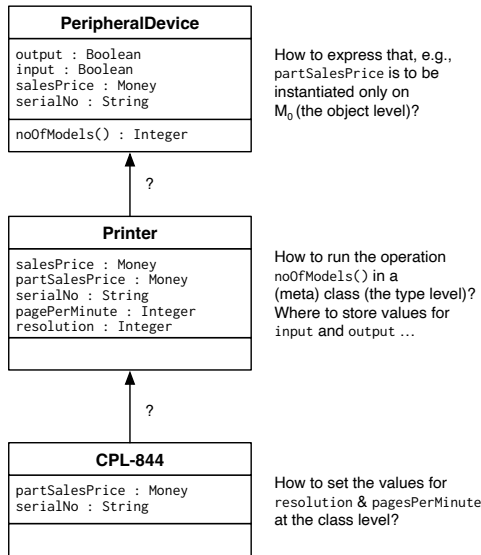 PeripheralDevice
output : Boolean
input : Boolean
salesPrice : Money
serialNo : String
noOfModels() : Integer
How to express that, e.g.,
partSalesPrice is to be
instantiated only on
M0 (the object level)?
?
Printer
salesPrice : Money
partSalesPrice : Money
serialNo : String
pagePerMinute : Integer
resolution : Integer
How to run the operation
noOfModels() in a
(meta) class (the type level)?
Where to store values for
input and output …
?
CPL-844
partSalesPrice : Money
serialNo : String
How to set the values for
resolution & pagesPerMinute
at the class level?